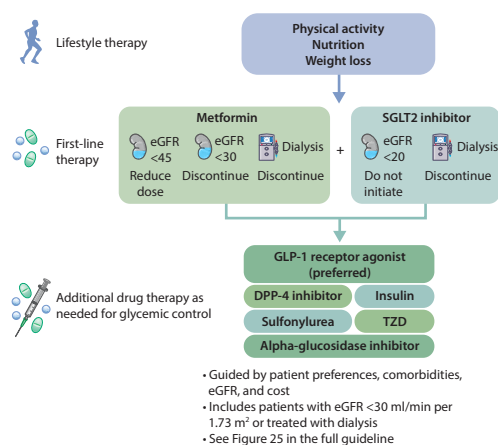 Lifestyle therapy
Physical activity
Nutrition
Weight loss
First-line
therapy
Metformin
eGFR
<45
Reduce
dose
eGFR
<30
Discontinue
Dialysis
Discontinue
+
SGLT2 inhibitor
eGFR
<20
Do not
initiate
Dialysis
Discontinue
Additional drug therapy as
needed for glycemic control
GLP-1 receptor agonist
(preferred)
DPP-4 inhibitor
Insulin
Sulfonylurea
TZD
Alpha-glucosidase inhibitor
• Guided by patient preferences, comorbidities,
eGFR, and cost
• Includes patients with eGFR <30 ml/min per
1.73 m² or treated with dialysis
• See Figure 25 in the full guideline